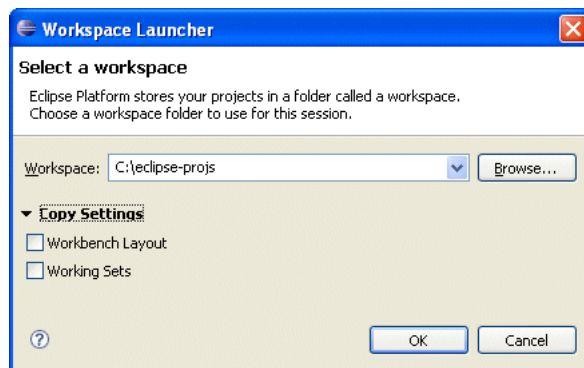 Workspace Launcher
Select a workspace
Eclipse Platform stores your projects in a folder called a workspace.
Choose a workspace folder to use for this session.
Workspace: C:\eclipse-projs Browse...
Copy Settings
Workbench Layout
Working Sets
? OK Cancel